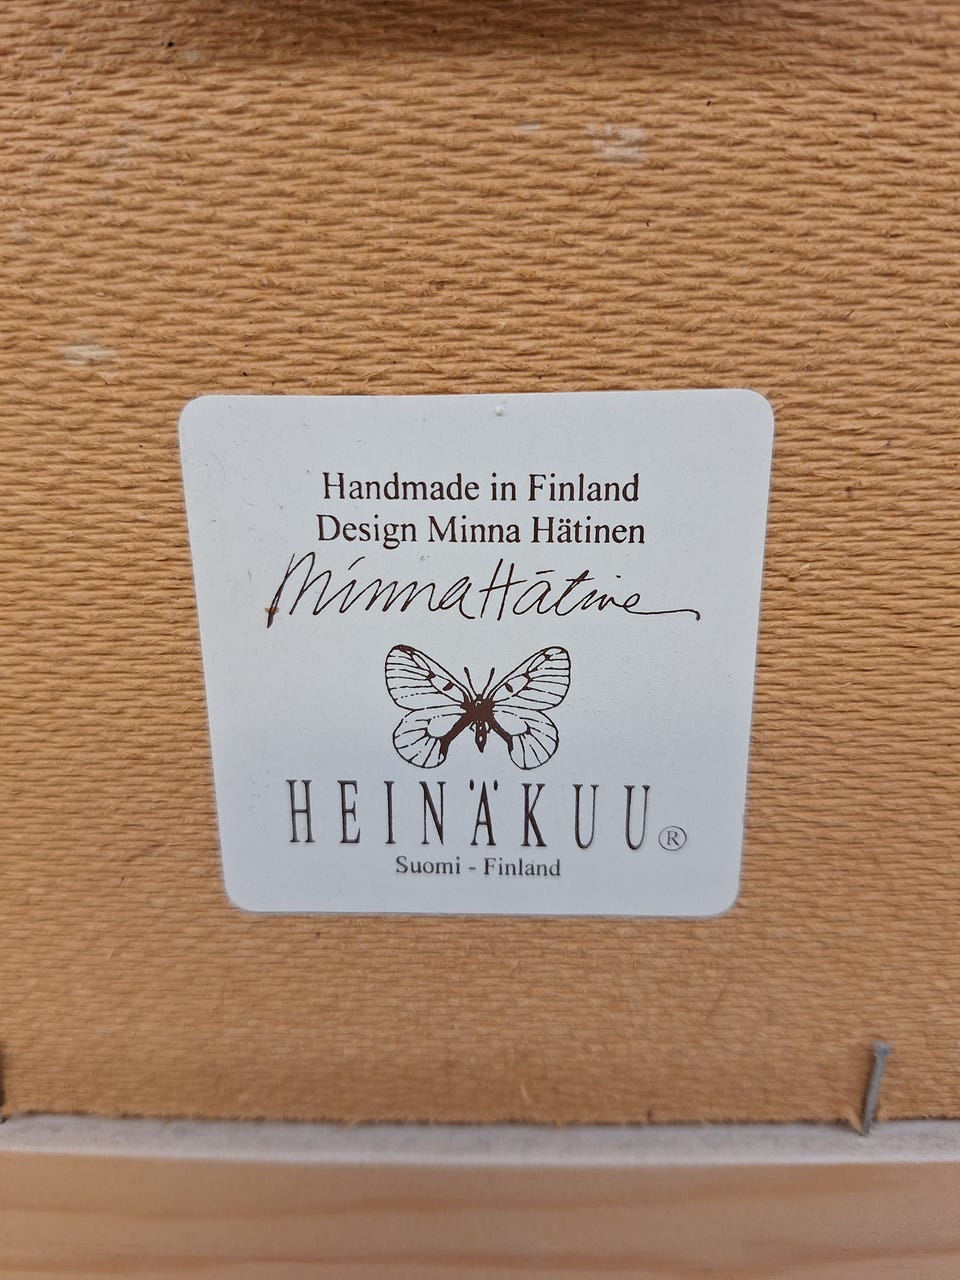 Handmade in Finland
Design Minna Hätinen
Minna Hätinen
HEINÄKUU®
Suomi - Finland